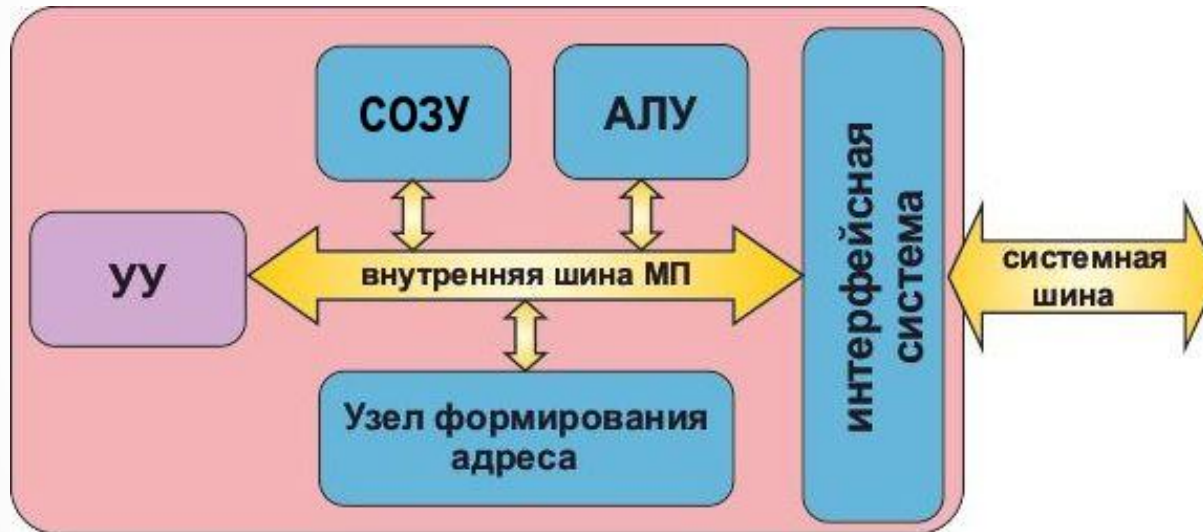 СОЗУ
АЛУ
УУ
внутренняя шина МП
Узел формирования
адреса
интерфейсная
система
системная
шина